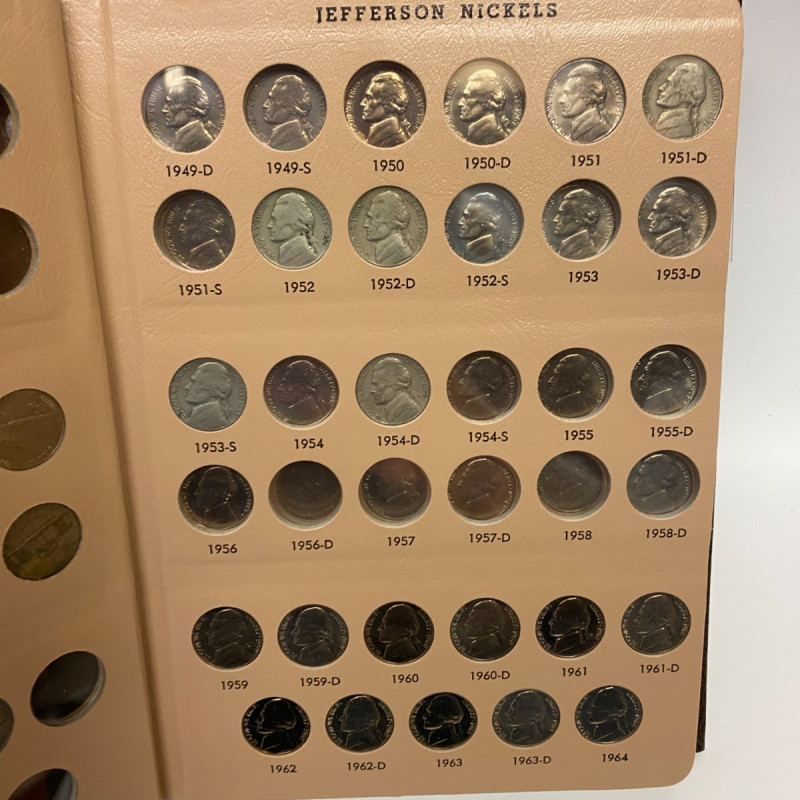 JEFFERSON NICKELS
1949-D 1949-S 1950 1950-D 1951 1951-D
1951-S 1952 1952-D 1952-S 1953 1953-D
1953-S 1954 1954-D 1954-S 1955 1955-D
1956 1956-D 1957 1957-D 1958 1958-D
1959 1959-D 1960 1960-D 1961 1961-D
1962 1962-D 1963 1963-D 1964